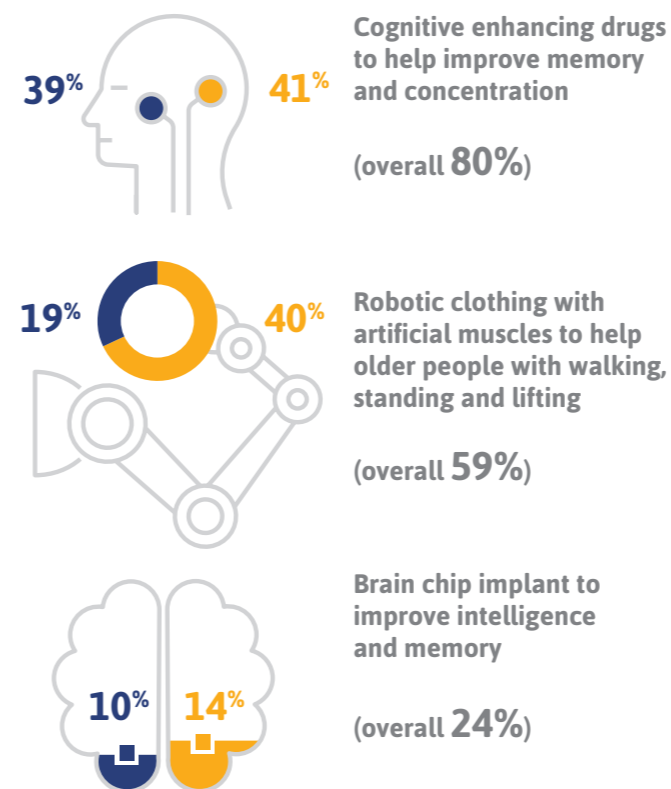 39%
41%
Cognitive enhancing drugs
to help improve memory
and concentration
(overall 80%)
19%
40%
Robotic clothing with
artificial muscles to help
older people with walking,
standing and lifting
(overall 59%)
10%
14%
Brain chip implant to
improve intelligence
and memory
(overall 24%)